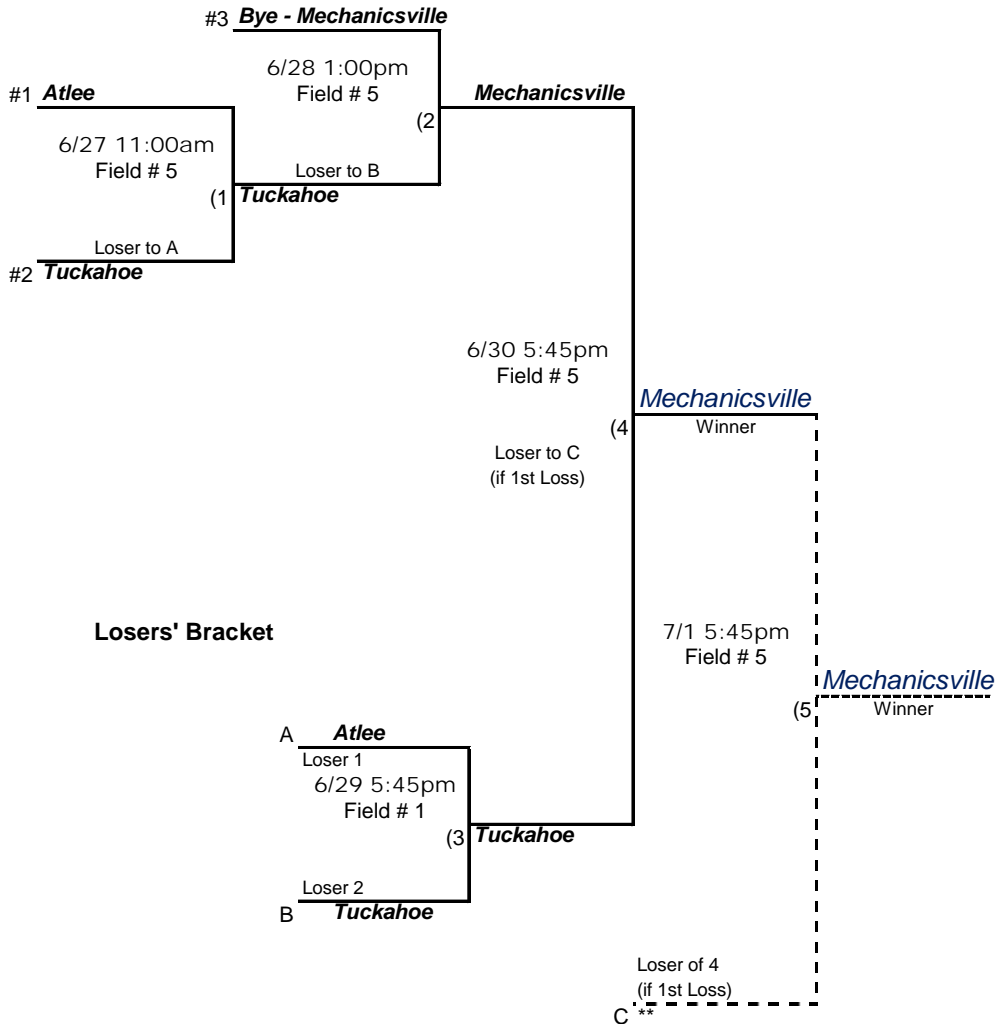 #3 Bye - Mechanicsville
6/28 1:00pm
Field # 5
#1 Atlee
Mechanicsville
(2
6/27 11:00am
Field # 5
Loser to B
(1 Tuckahoe
Loser to A
#2 Tuckahoe
6/30 5:45pm
Field # 5
Mechanicsville
(4
Winner
Loser to C
(if 1st Loss)
Losers' Bracket
7/1 5:45pm
Field # 5
Mechanicsville
(5
Winner
A Atlee
Loser 1
6/29 5:45pm
Field # 1
(3 Tuckahoe
Loser 2
B Tuckahoe
Loser of 4
(if 1st Loss)
C **